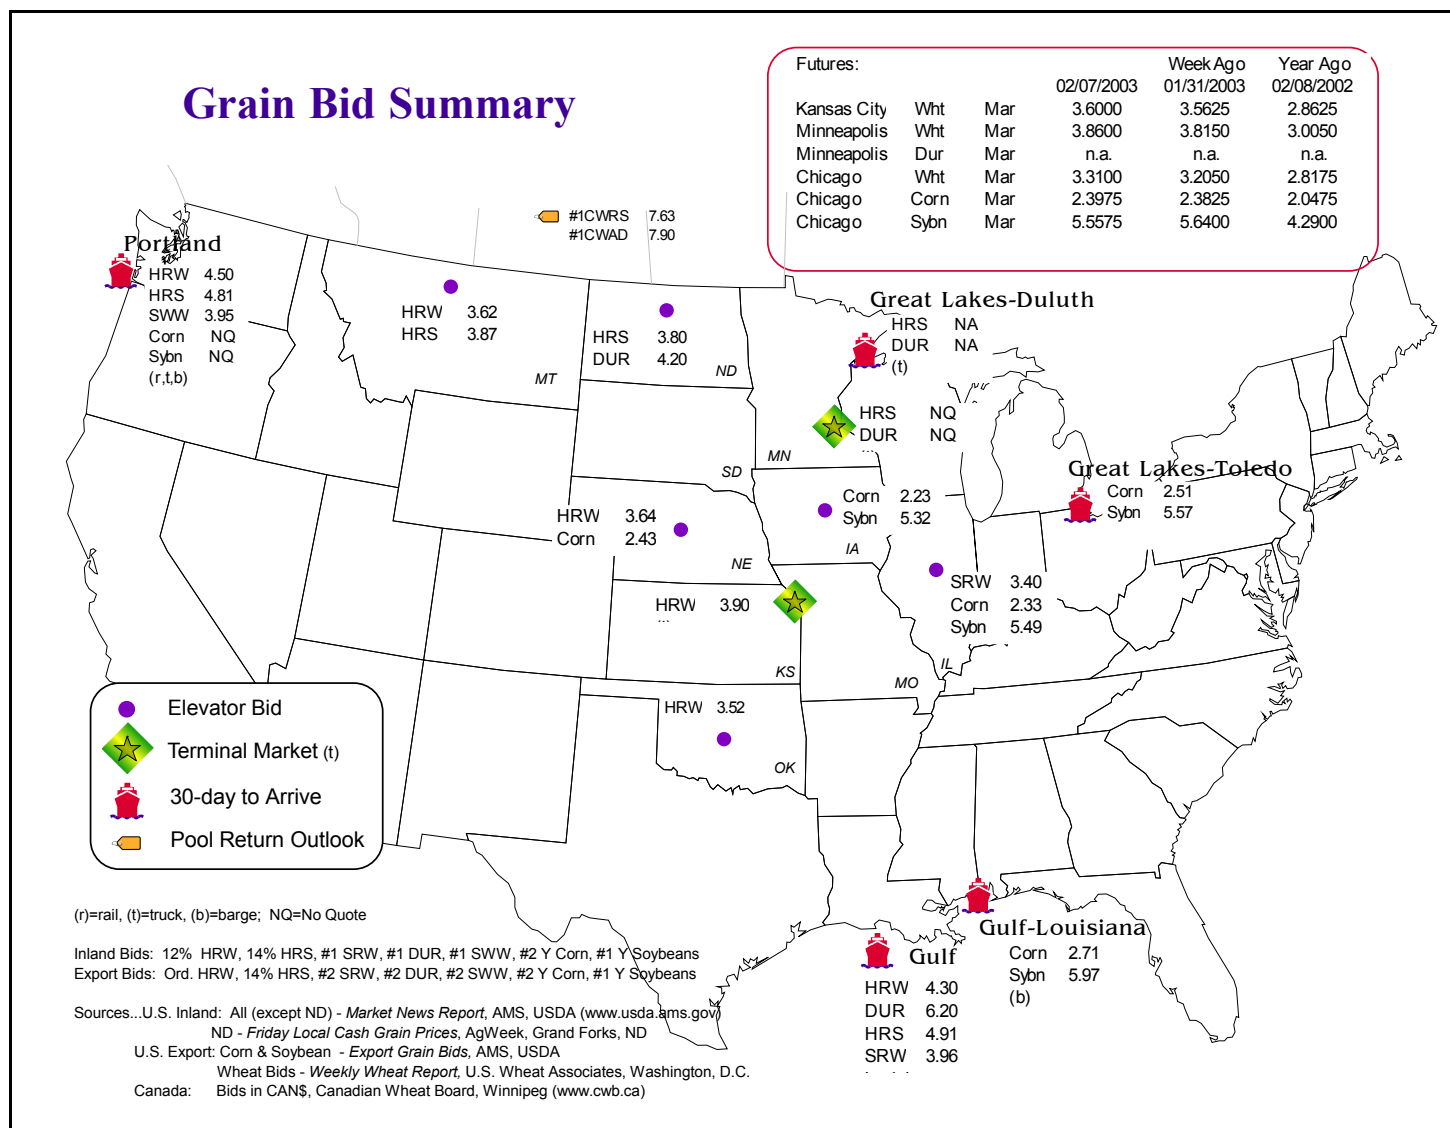 Grain Bid Summary
Futures: Week Ago Year Ago
02/07/2003 01/31/2003 02/08/2002
Kansas City Wht Mar 3.6000 3.5625 2.8625
Minneapolis Wht Mar 3.8600 3.8150 3.0050
Minneapolis Dur Mar n.a. n.a. n.a.
Chicago Wht Mar 3.3100 3.2050 2.8175
Chicago Corn Mar 2.3975 2.3825 2.0475
Chicago Sybn Mar 5.5575 5.6400 4.2900
#1CWRS 7.63
#1CWAD 7.90
Portland
HRW 4.50
HRS 4.81
SWW 3.95
Corn NQ
Sybn NQ
(r,t,b)
HRW 3.62
HRS 3.87
MT
HRS 3.80
DUR 4.20
ND
Great Lakes-Duluth
HRS NA
DUR NA
(t)
HRS NQ
DUR NQ
MN
SD
Great Lakes-Toledo
Corn 2.51
Sybn 5.57
Corn 2.23
Sybn 5.32
IA
HRW 3.64
Corn 2.43
NE
SRW 3.40
Corn 2.33
Sybn 5.49
IL
HRW 3.90
KS
MO
HRW 3.52
OK
Elevator Bid
Terminal Market (t)
30-day to Arrive
Pool Return Outlook
Gulf-Louisiana
Corn 2.71
Sybn 5.97
(b)
Gulf
HRW 4.30
DUR 6.20
HRS 4.91
SRW 3.96
(r)=rail, (t)=truck, (b)=barge; NQ=No Quote
Inland Bids: 12% HRW, 14% HRS, #1 SRW, #1 DUR, #1 SWW, #2 Y Corn, #1 Y Soybeans
Export Bids: Ord. HRW, 14% HRS, #2 SRW, #2 DUR, #2 SWW, #2 Y Corn, #1 Y Soybeans
Sources...U.S. Inland: All (except ND) - Market News Report, AMS, USDA (www.usda.ams.gov)
ND - Friday Local Cash Grain Prices, AgWeek, Grand Forks, ND
U.S. Export: Corn & Soybean - Export Grain Bids, AMS, USDA
Wheat Bids - Weekly Wheat Report, U.S. Wheat Associates, Washington, D.C.
Canada: Bids in CAN$, Canadian Wheat Board, Winnipeg (www.cwb.ca)